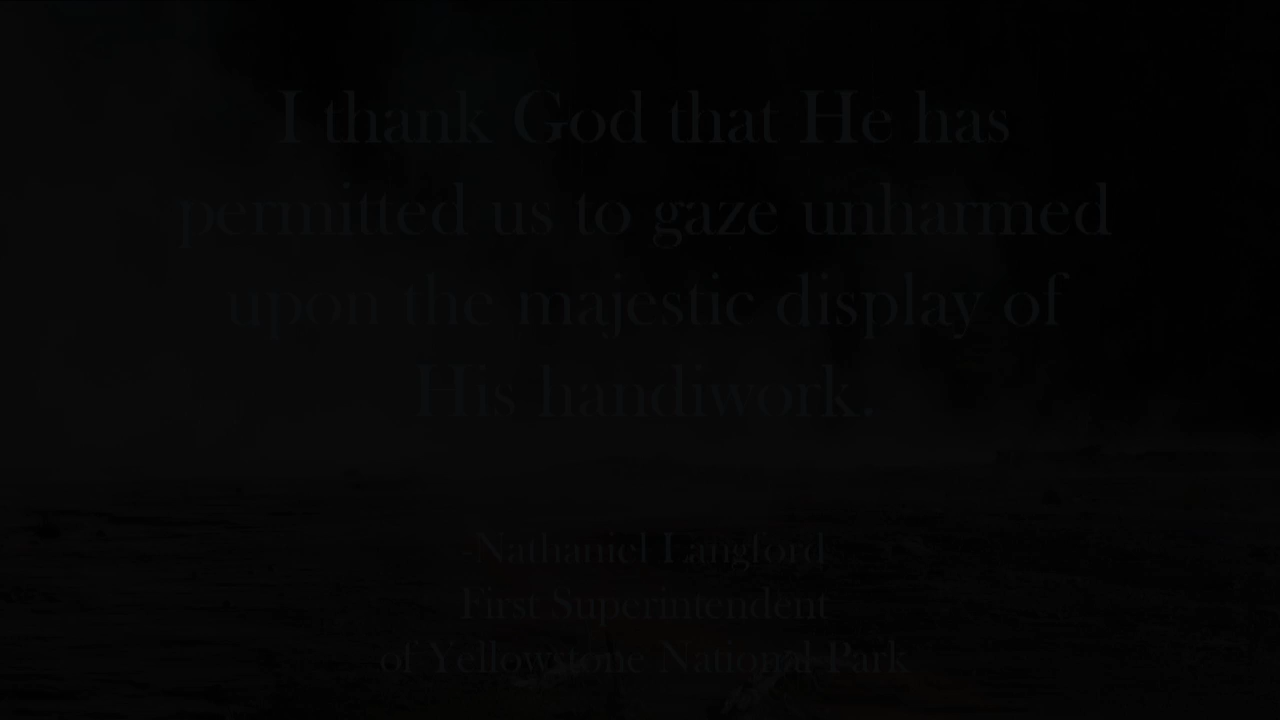 I thank God that He has
permitted us to gaze unharmed
upon the majestic display of
His handiwork.
-Nathaniel Langford
First Superintendent
of Yellowstone National Park